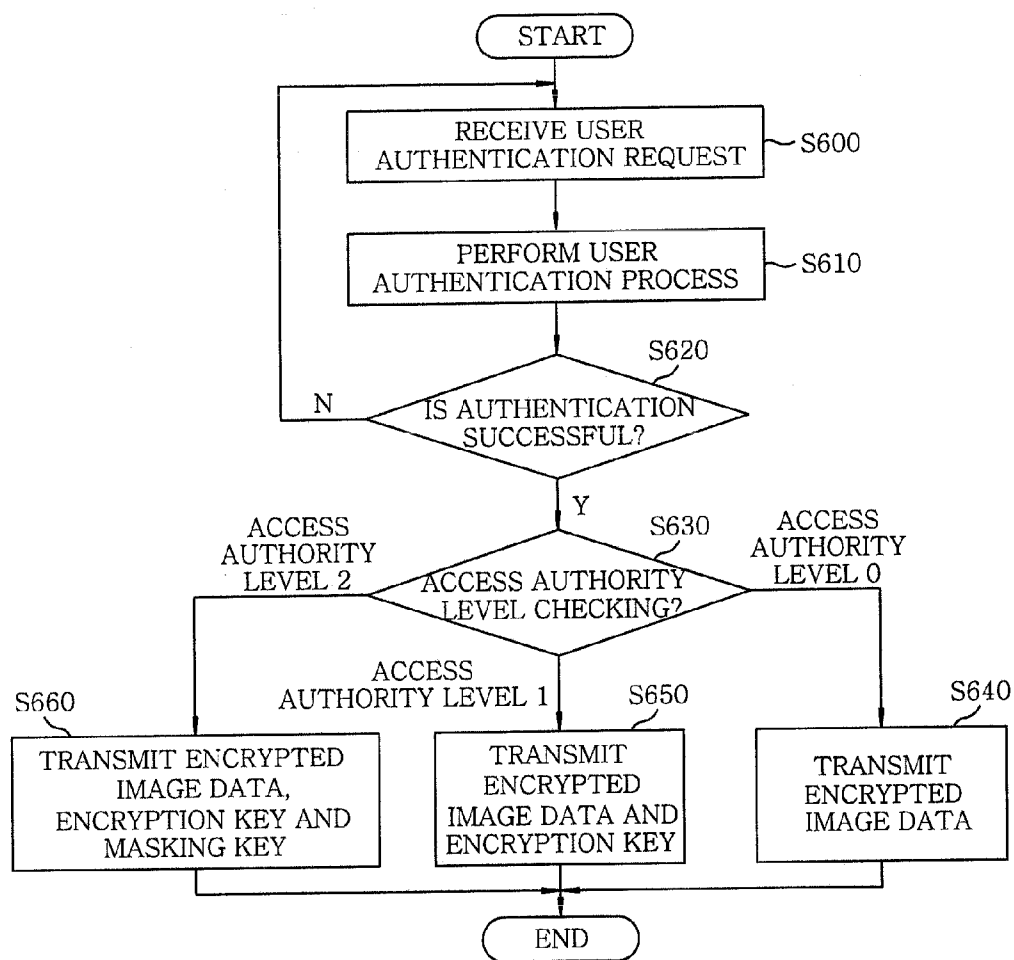 START
RECEIVE USER
AUTHENTICATION REQUEST
S600
PERFORM USER
AUTHENTICATION PROCESS
S610
S620
IS AUTHENTICATION
SUCCESSFUL?
N
Y
S630
ACCESS AUTHORITY
LEVEL CHECKING?
ACCESS
AUTHORITY
LEVEL 2
ACCESS
AUTHORITY LEVEL 1
ACCESS
AUTHORITY
LEVEL 0
S660
TRANSMIT ENCRYPTED
IMAGE DATA,
ENCRYPTION KEY AND
MASKING KEY
S650
TRANSMIT
ENCRYPTED
IMAGE DATA AND
ENCRYPTION KEY
S640
TRANSMIT
ENCRYPTED
IMAGE DATA
END